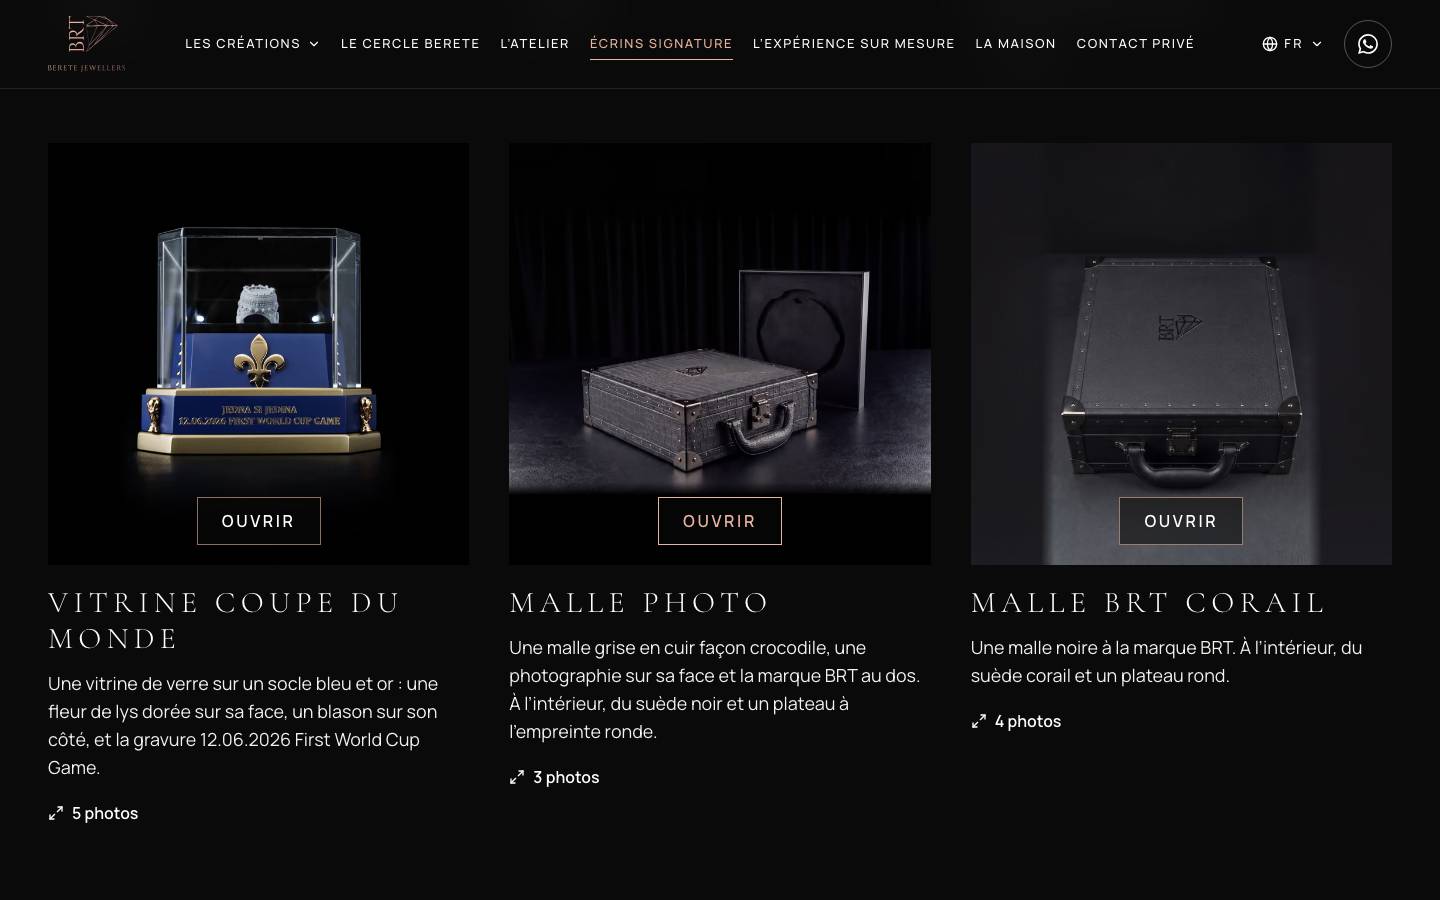 BRT
BERETE JEWELLERS
LES CRÉATIONS
LE CERCLE BERETE
L'ATELIER
ÉCRINS SIGNATURE
L'EXPÉRIENCE SUR MESURE
LA MAISON
CONTACT PRIVÉ
FR
JEDNA SI JEDINA
12.06.2026 FIRST WORLD CUP GAME
BRT
OUVRIR
OUVRIR
OUVRIR
VITRINE COUPE DU
MONDE
Une vitrine de verre sur un socle bleu et or : une
fleur de lys dorée sur sa face, un blason sur son
côté, et la gravure 12.06.2026 First World Cup
Game.
5 photos
MALLE PHOTO
Une malle grise en cuir façon crocodile, une
photographie sur sa face et la marque BRT au dos.
À l’intérieur, du suède noir et un plateau à
l’empreinte ronde.
3 photos
MALLE BRT CORAIL
Une malle noire à la marque BRT. À l’intérieur, du
suède corail et un plateau rond.
4 photos